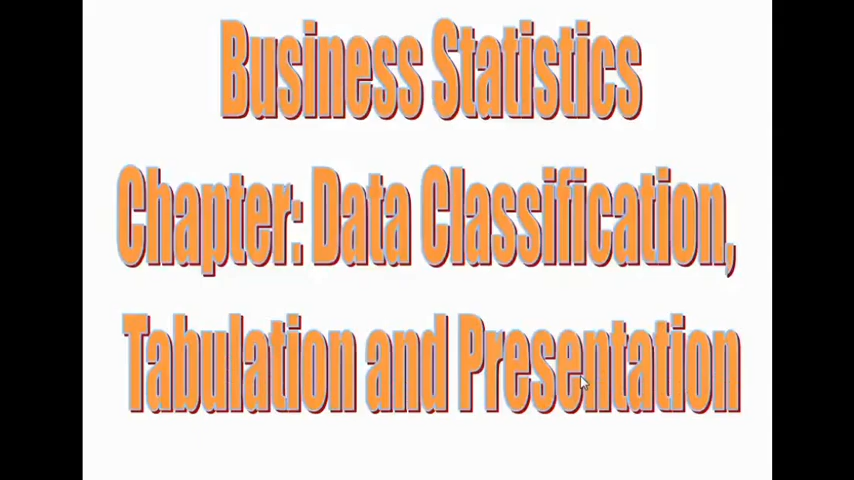 Business Statistics
Chapter: Data Classification,
Tabulation and Presentation